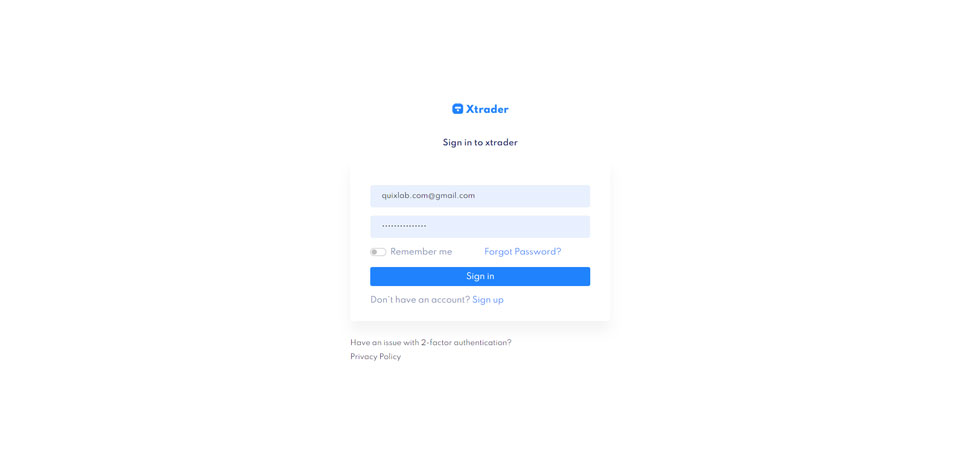 Xtrader
Sign in to xtrader
quixlab.com@gmail.com
···············
Remember me Forgot Password?
Sign in
Don't have an account? Sign up
Have an issue with 2-factor authentication?
Privacy Policy